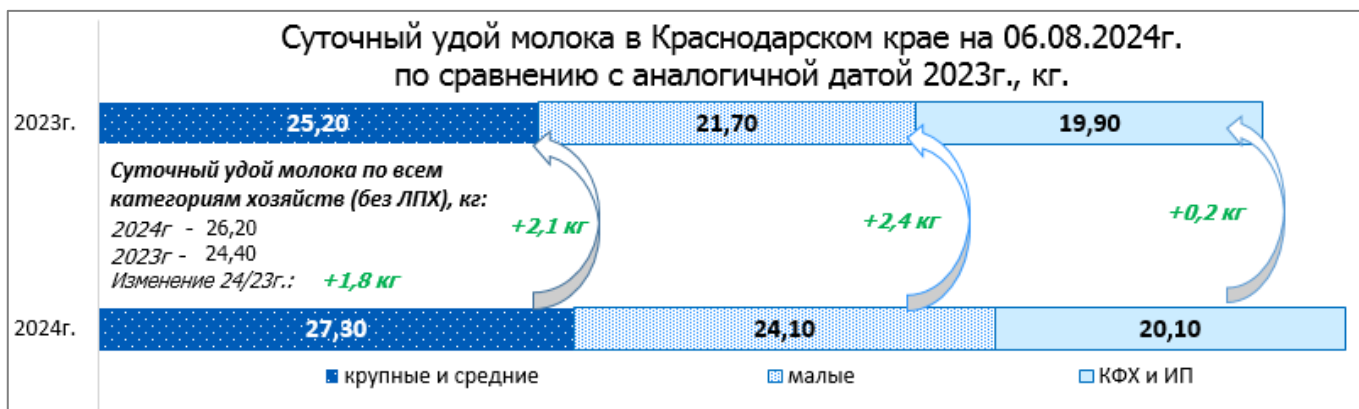 Суточный удой молока в Краснодарском крае на 06.08.2024г.
по сравнению с аналогичной датой 2023г., кг.
2023г.
25,20
21,70
19,90
Суточный удой молока по всем
категориям хозяйств (без ЛПХ), кг:
2024г - 26,20
2023г - 24,40
Изменение 24/23г.: +1,8 кг
+2,1 кг
+2,4 кг
+0,2 кг
2024г.
27,30
24,10
20,10
крупные и средние
малые
КФХ и ИП